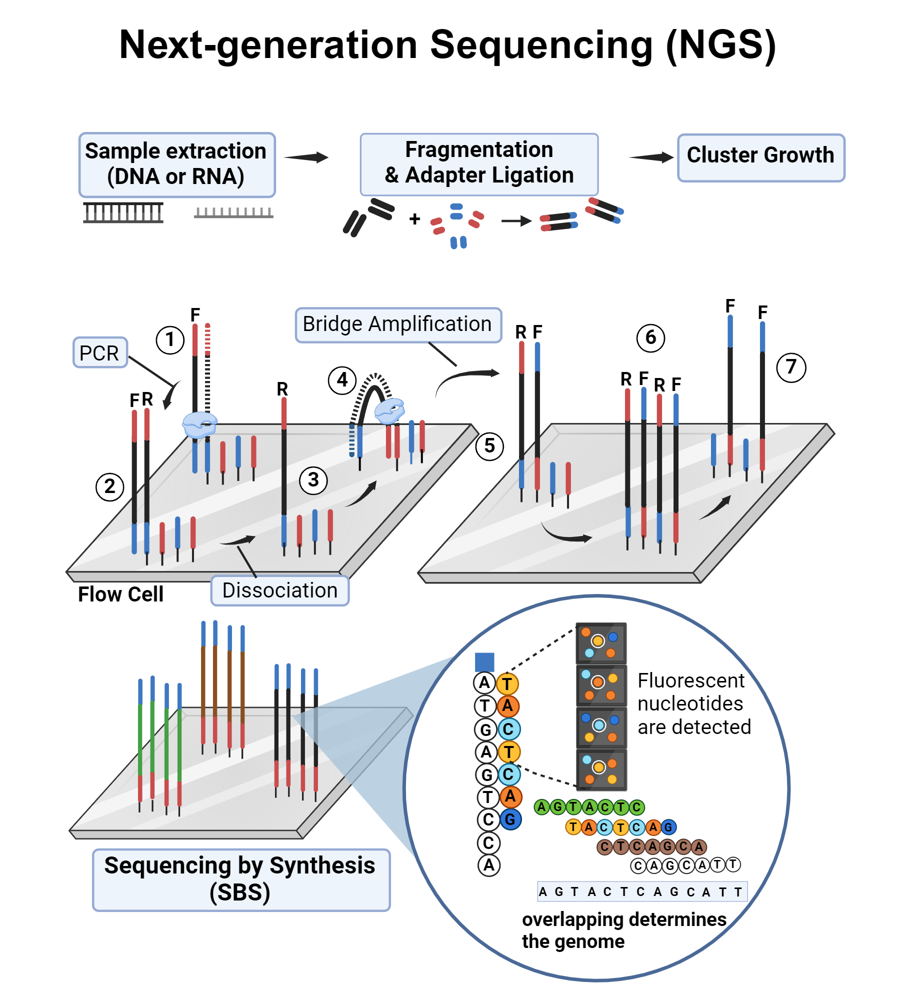 Next-generation Sequencing (NGS)
Sample extraction
(DNA or RNA)
Fragmentation
& Adapter Ligation
Cluster Growth
+
F
1
PCR
F R
2
R
3
Dissociation
Flow Cell
4
Bridge Amplification
R F
5
6
R F R F
F F
7
Sequencing by Synthesis
(SBS)
A T
T A
G C
A T
G C
T A
C G
C
A
Fluorescent
nucleotides
are detected
A G T A C T C
T A C T C A G
C T C A G C A
C A G C A T T
A G T A C T C A G C A T T
overlapping determines
the genome